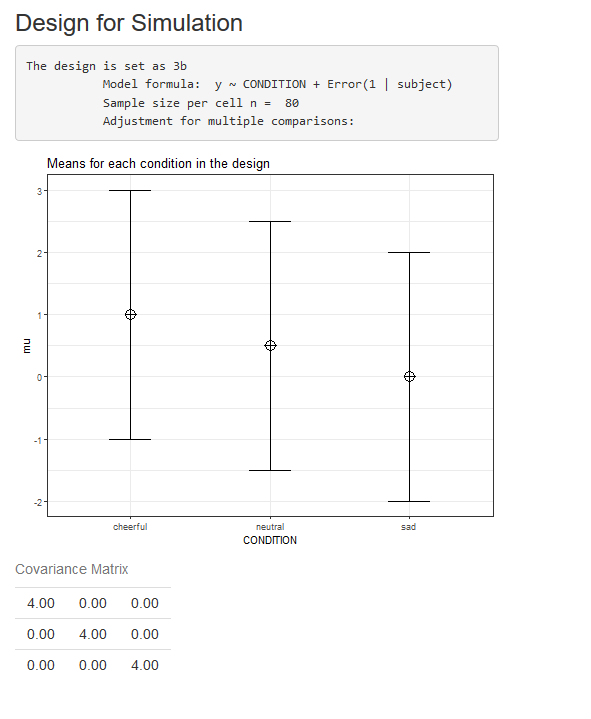 Design for Simulation
The design is set as 3b
Model formula:  y ~ CONDITION + Error(1 | subject)
Sample size per cell n =  80
Adjustment for multiple comparisons:
Means for each condition in the design
3
2
1
0
-1
-2
mu
cheerful neutral sad
CONDITION
Covariance Matrix
4.00 0.00 0.00
0.00 4.00 0.00
0.00 0.00 4.00